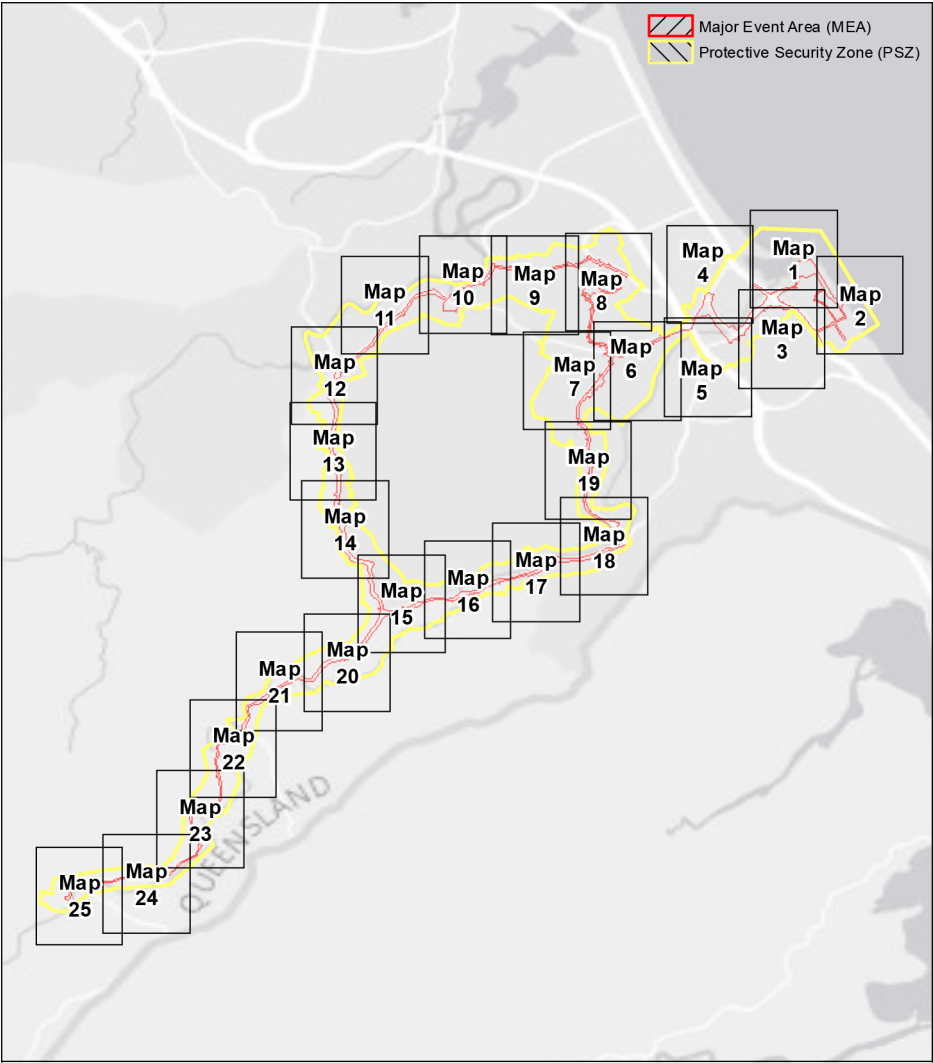 Major Event Area (MEA)
Protective Security Zone (PSZ)
Map
1
Map
4
Map
2
Map
3
Map
5
Map
6
Map
8
Map
9
Map
10
Map
11
Map
7
Map
12
Map
13
Map
19
Map
14
Map
18
Map
17
Map
16
Map
15
Map
20
Map
21
Map
22
Map
23
Map
24
Map
25
QUEENSLAND